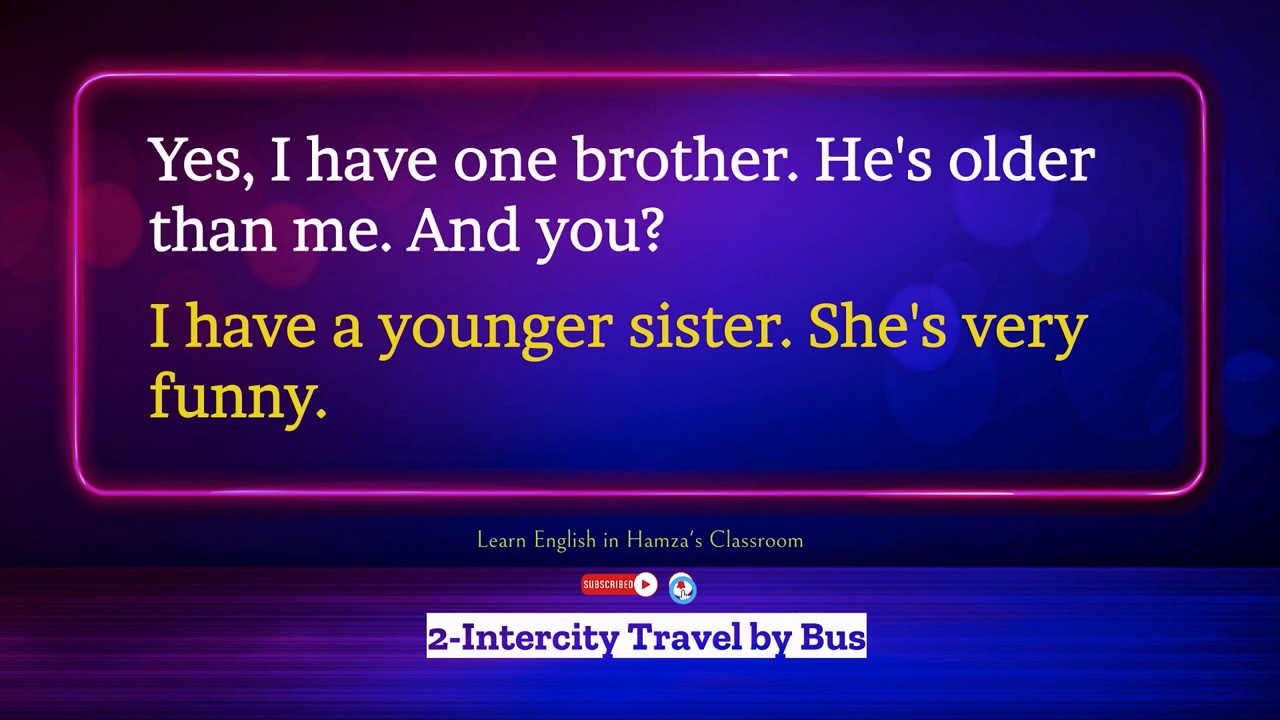 Yes, I have one brother. He's older
than me. And you?
I have a younger sister. She's very
funny.
Learn English in Hamza's Classroom
SUBSCRIBED
2-Intercity Travel by Bus